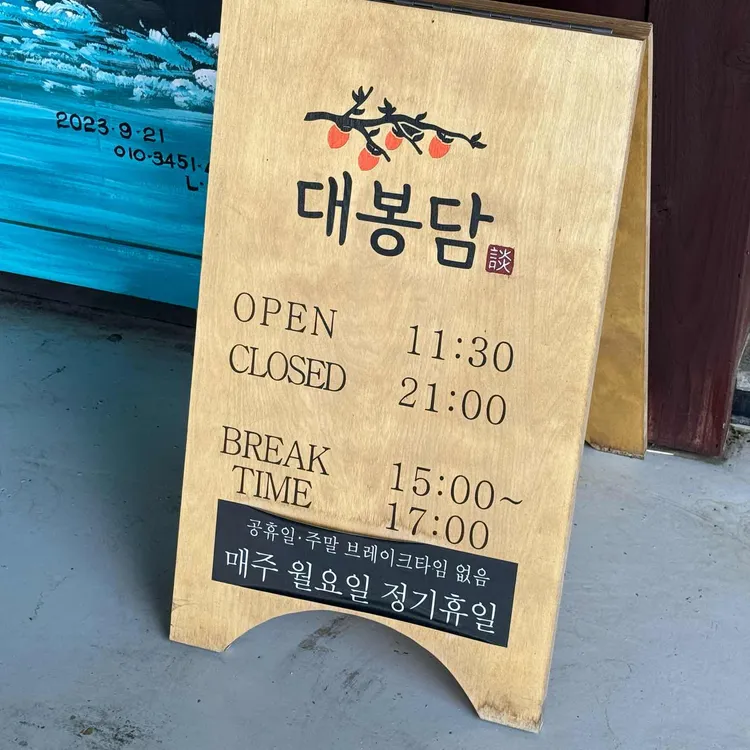 2023.9.21
010-3451-
L.
대봉담
談
OPEN 11:30
CLOSED 21:00
BREAK TIME 15:00~17:00
공휴일·주말 브레이크타임 없음
매주 월요일 정기휴일